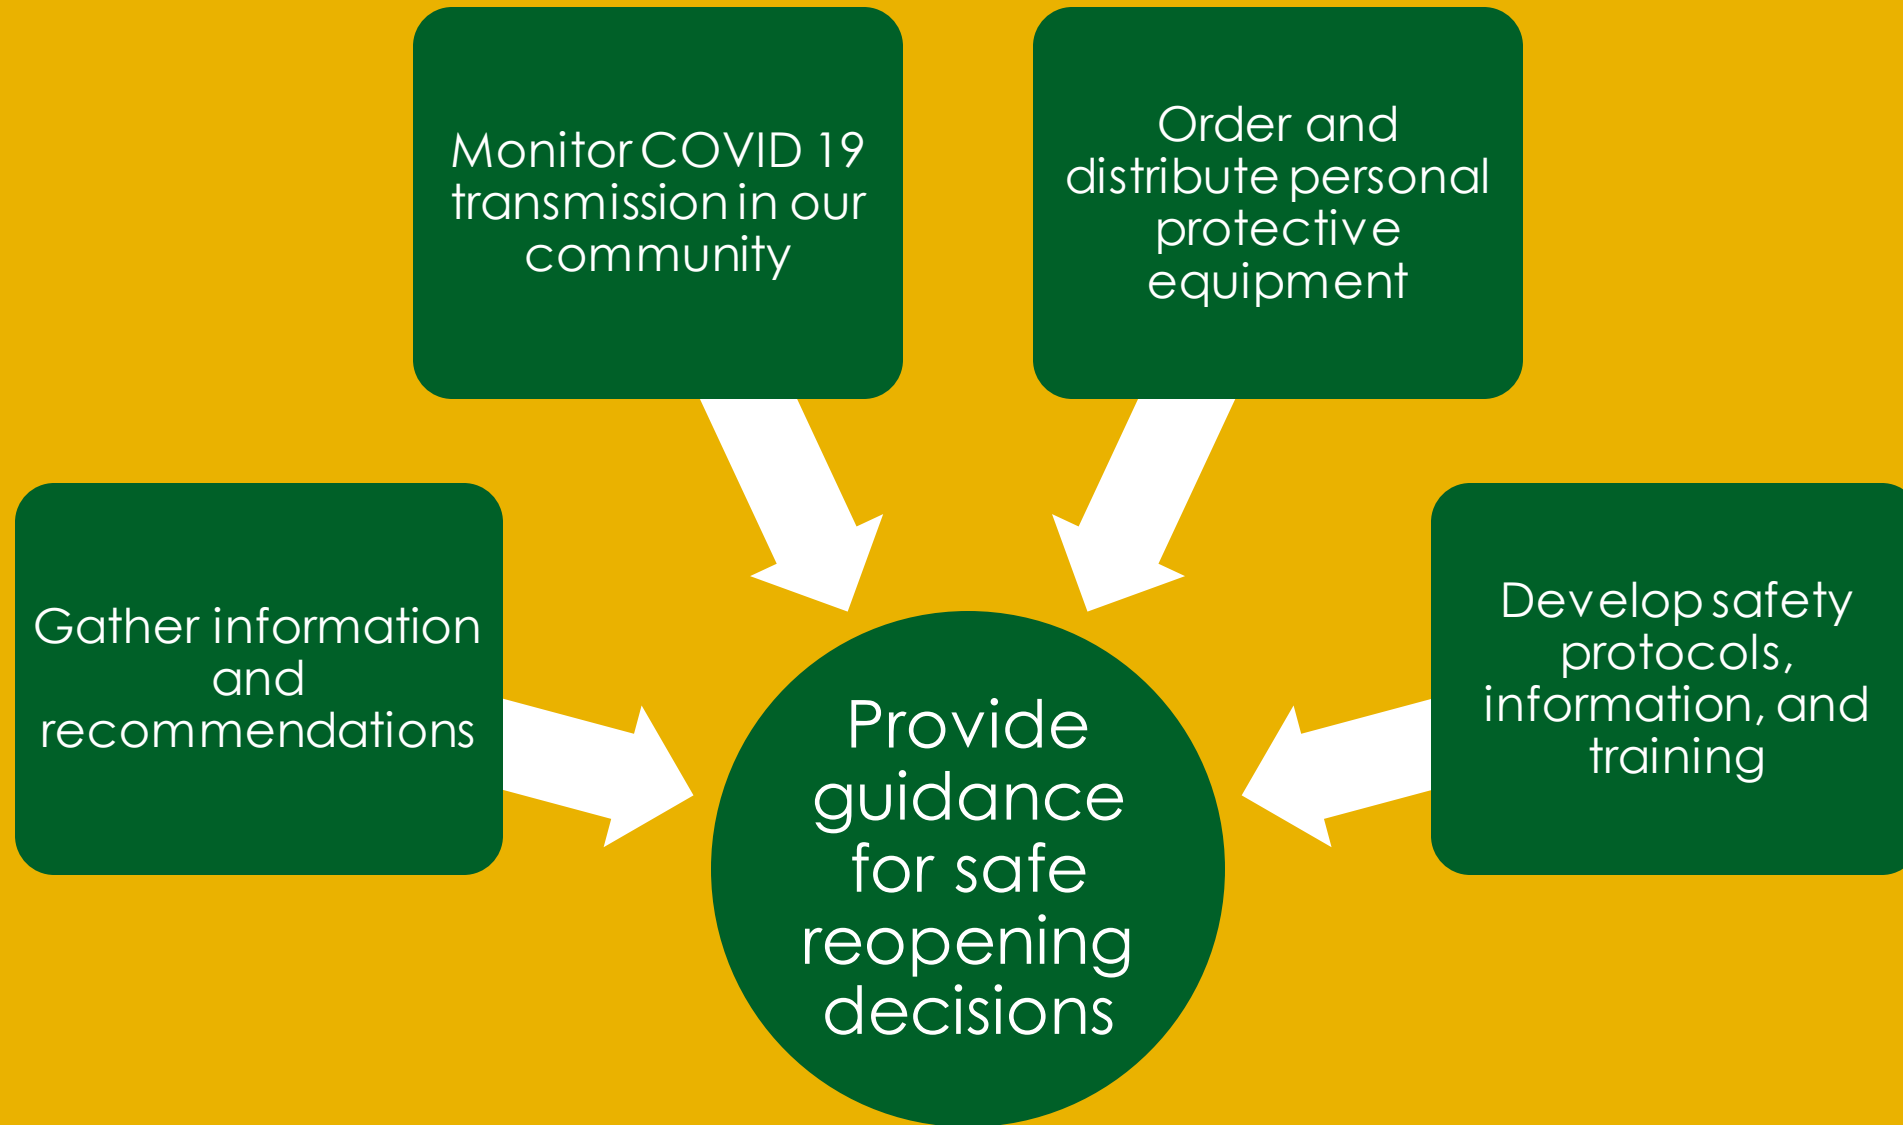 Monitor COVID 19
transmission in our
community
Order and
distribute personal
protective
equipment
Gather information
and
recommendations
Develop safety
protocols,
information, and
training
Provide
guidance
for safe
reopening
decisions